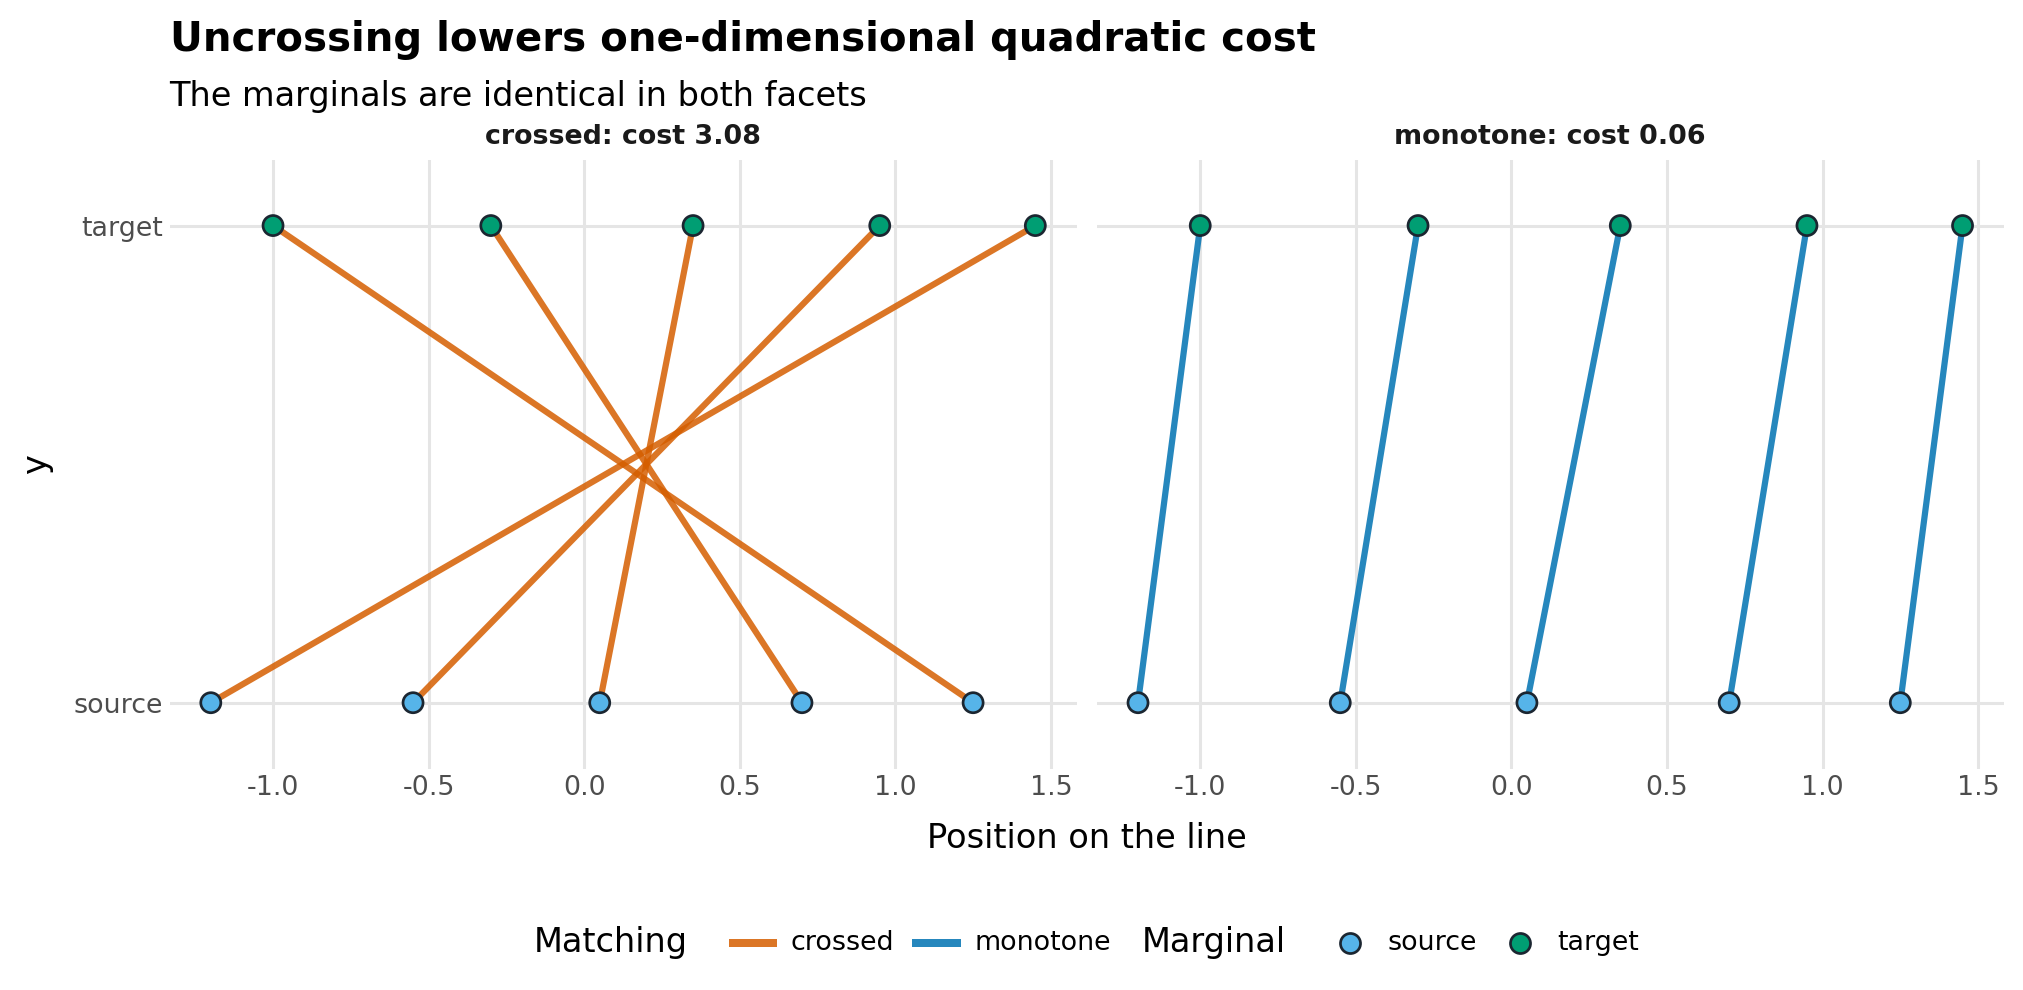 Uncrossing lowers one-dimensional quadratic cost
The marginals are identical in both facets
crossed: cost 3.08
monotone: cost 0.06
target
source
y
-1.0 -0.5 0.0 0.5 1.0 1.5
-1.0 -0.5 0.0 0.5 1.0 1.5
Position on the line
Matching crossed monotone Marginal source target